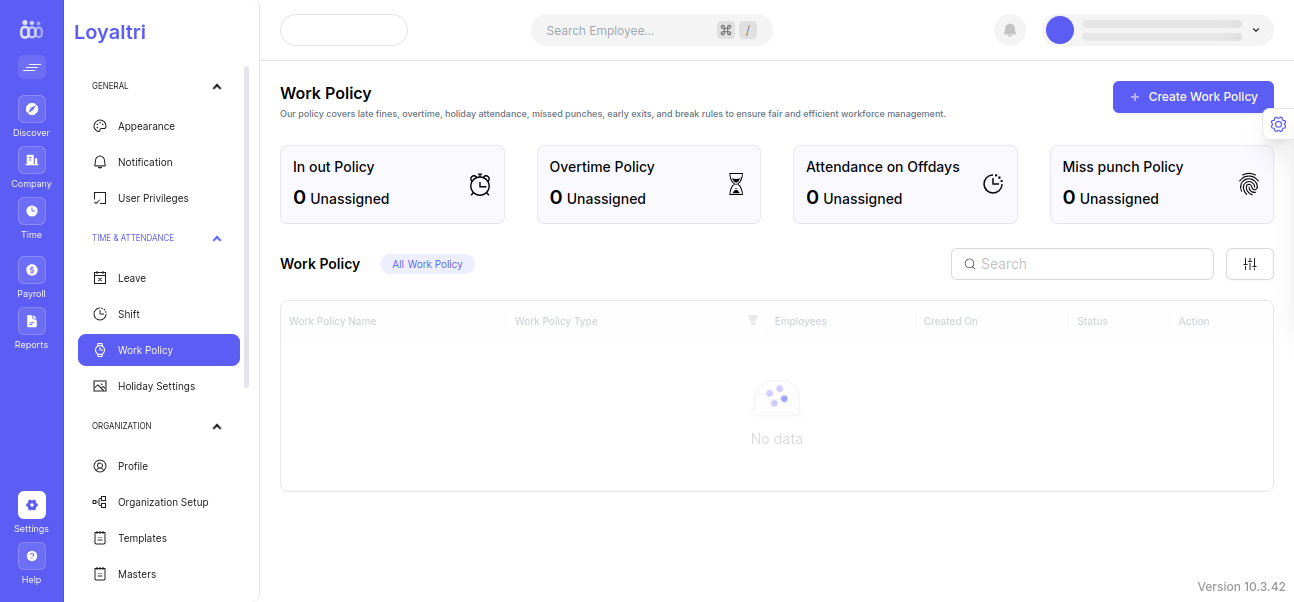 Loyaltri
Search Employee... ⌘ /
Discover
Company
Time
Payroll
Reports
Settings
Help
GENERAL
Appearance
Notification
User Privileges
TIME & ATTENDANCE
Leave
Shift
Work Policy
Holiday Settings
ORGANIZATION
Profile
Organization Setup
Templates
Masters
Work Policy
Our policy covers late fines, overtime, holiday attendance, missed punches, early exits, and break rules to ensure fair and efficient workforce management.
+ Create Work Policy
In out Policy
0 Unassigned
Overtime Policy
0 Unassigned
Attendance on Offdays
0 Unassigned
Miss punch Policy
0 Unassigned
Work Policy All Work Policy Search
Work Policy Name Work Policy Type Employees Created On Status Action
No data
Version 10.3.42